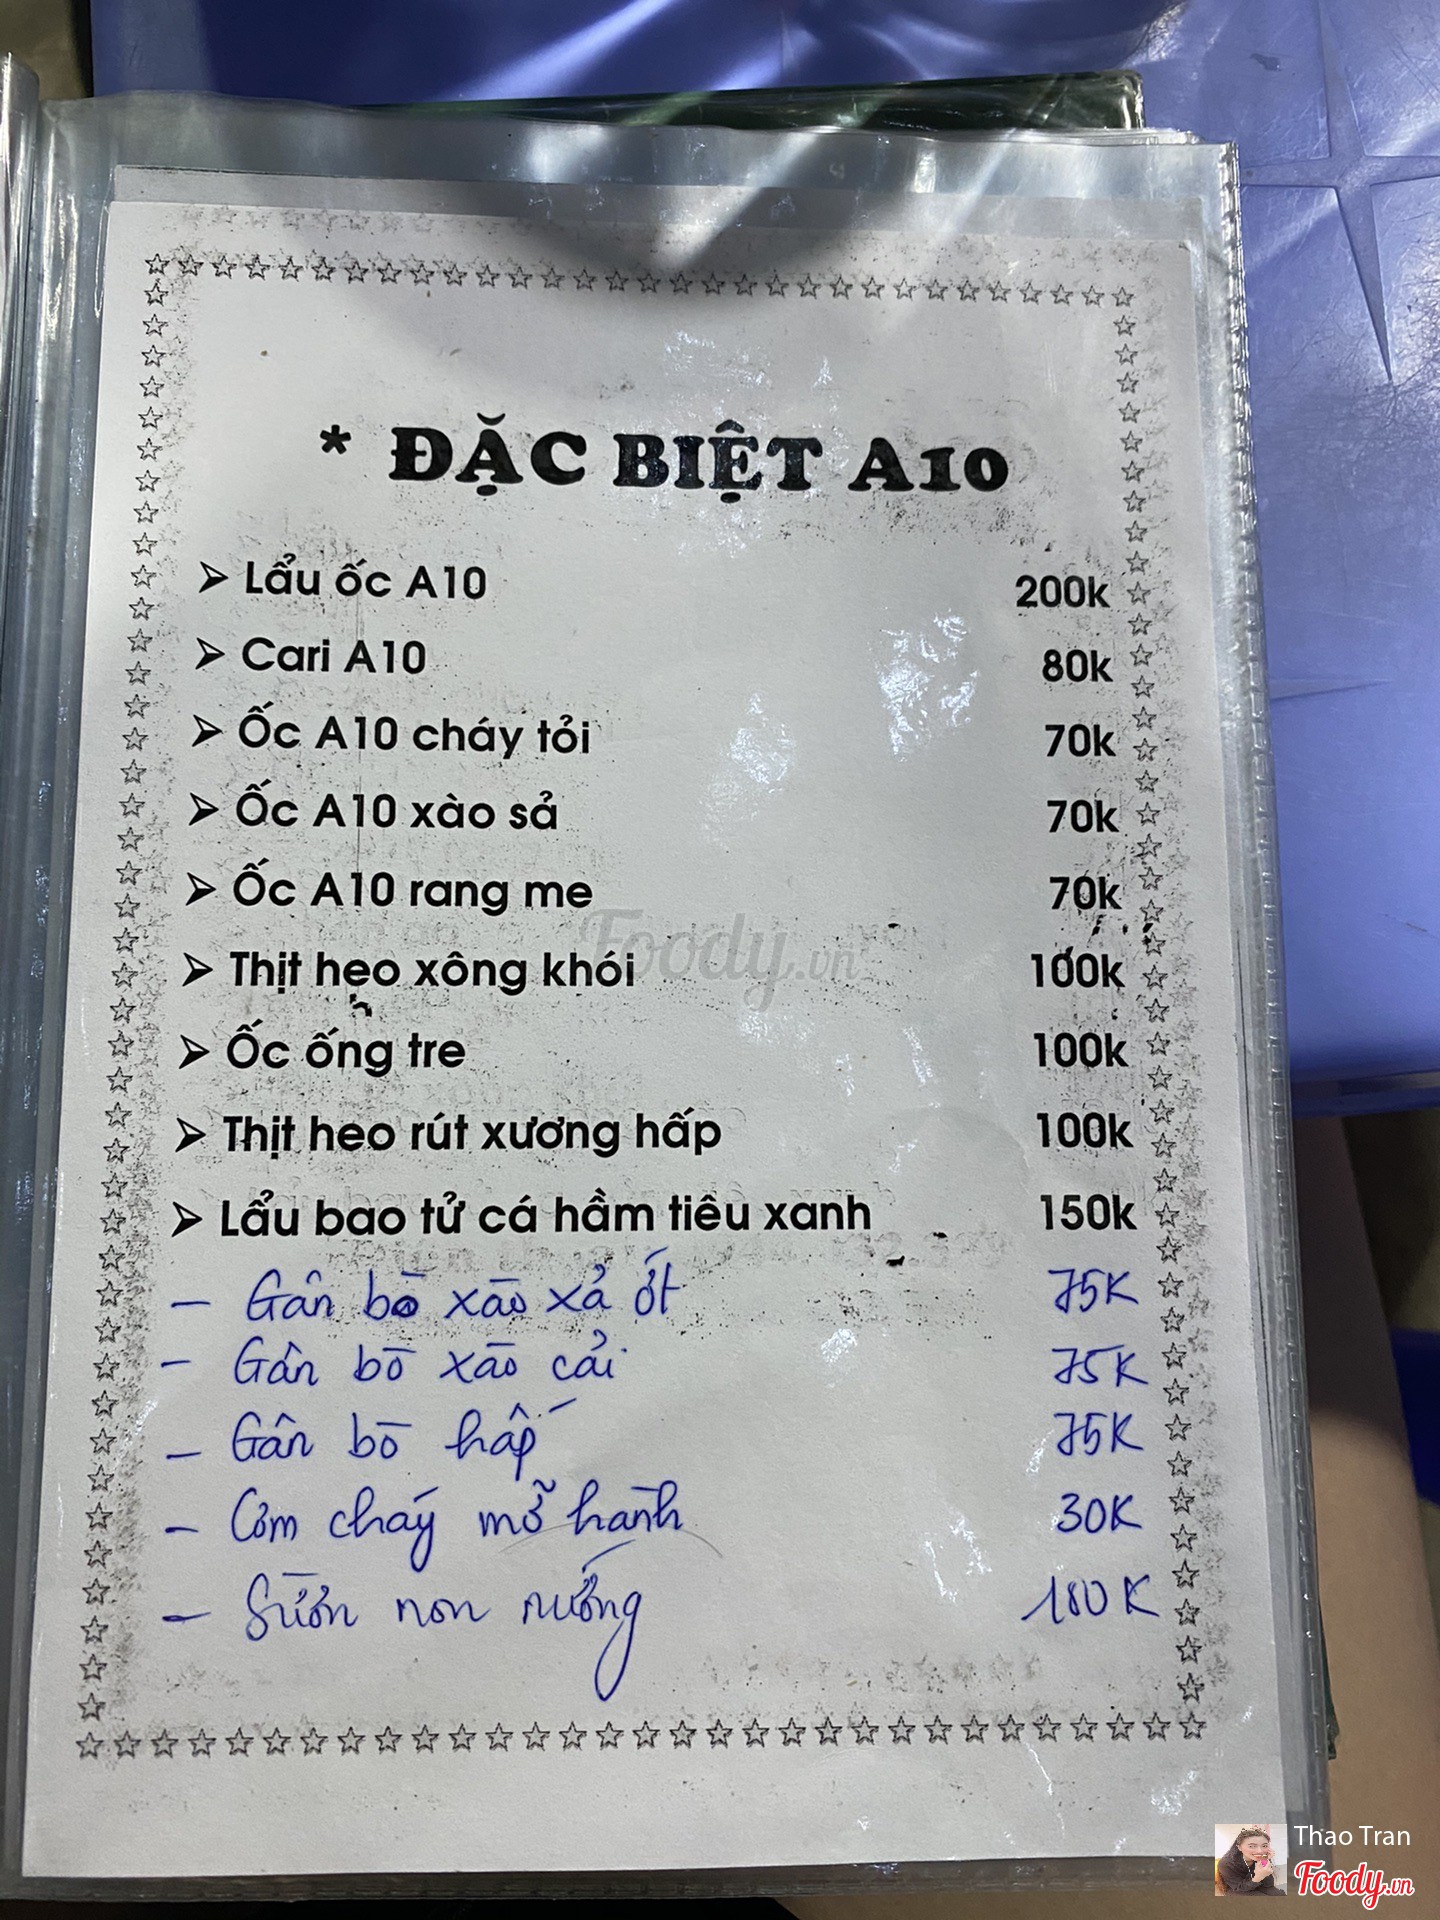 * ĐẶC BIỆT A10
➢ Lẩu ốc A10 200k
➢ Cari A10 80k
➢ Ốc A10 cháy tỏi 70k
➢ Ốc A10 xào sả 70k
➢ Ốc A10 rang me 70k
➢ Thịt heo xông khói 100k
➢ Ốc ống tre 100k
➢ Thịt heo rút xương hấp 100k
➢ Lẩu bao tử cá hầm tiêu xanh 150k
- Gân bò xào xả ớt 75K
- Gân bò xào cải 75K
- Gân bò hấp 75K
- Cơm cháy mỡ hành 30K
- Sườn non nướng 180K
Foody.vn
Thao Tran
Foody.vn